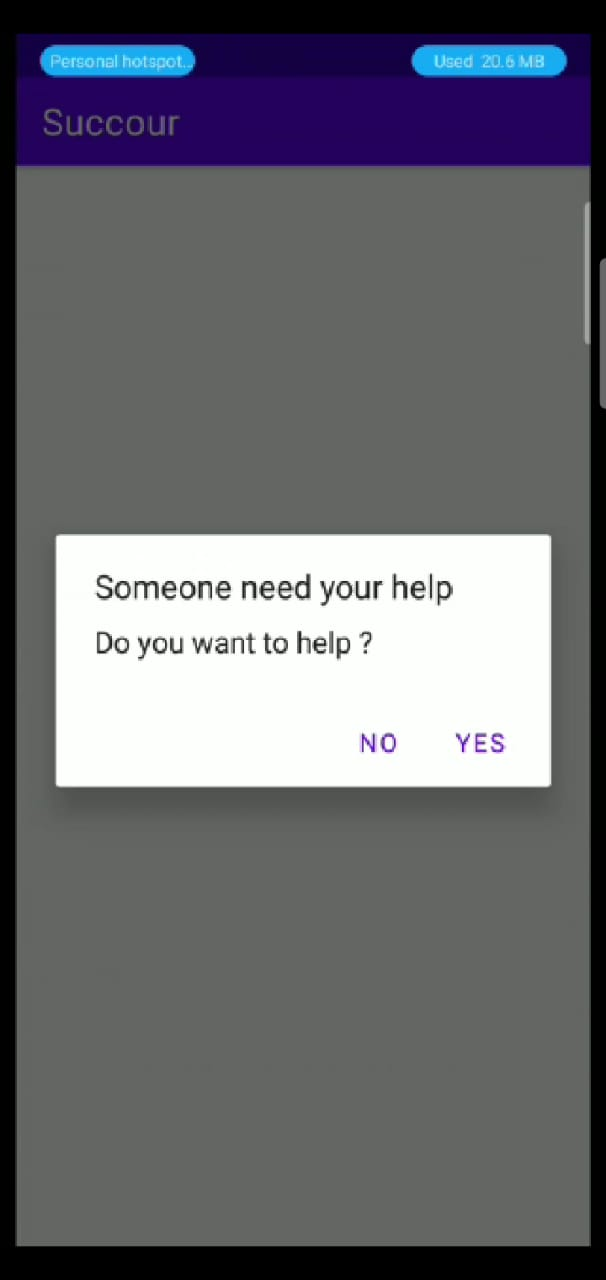 Personal hotspot... Used 20.6 MB
Succour
Someone need your help
Do you want to help ?
NO YES